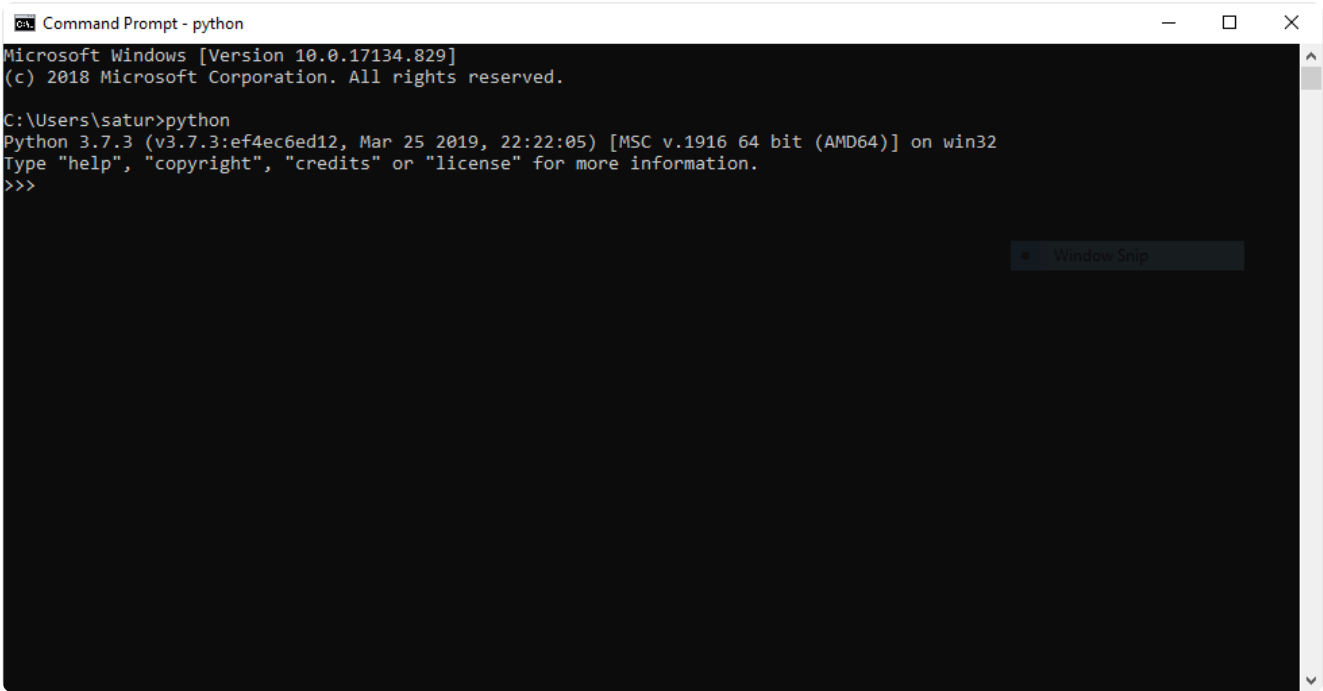 Command Prompt - python
Microsoft Windows [Version 10.0.17134.829]
(c) 2018 Microsoft Corporation. All rights reserved.
C:\Users\satur>python
Python 3.7.3 (v3.7.3:ef4ec6ed12, Mar 25 2019, 22:22:05) [MSC v.1916 64 bit (AMD64)] on win32
Type "help", "copyright", "credits" or "license" for more information.
>>>
Window Snip